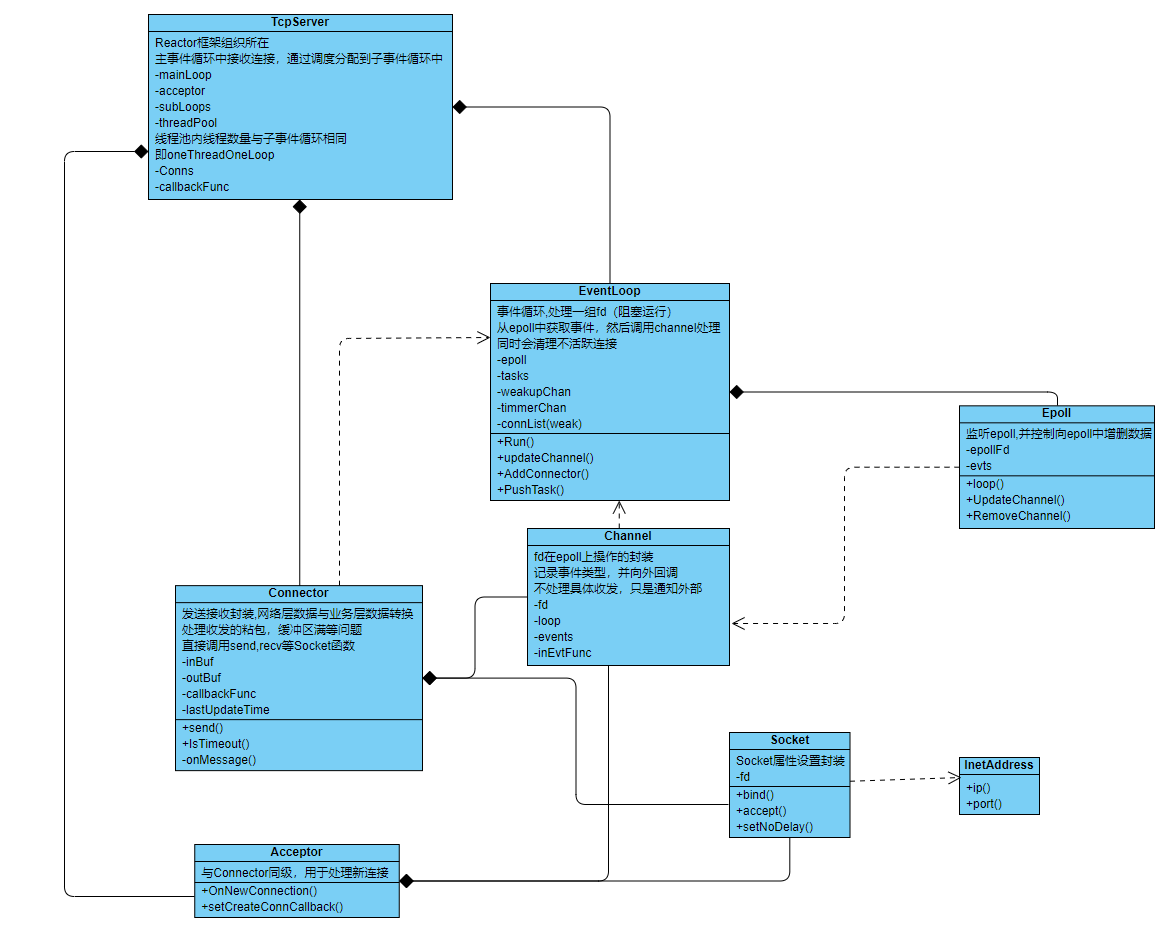 TcpServer
Reactor框架组织所在
主事件循环中接收连接，通过调度分配到子事件循环中
-mainLoop
-acceptor
-subLoops
-threadPool
线程池内线程数量与子事件循环相同
即oneThreadOneLoop
-Conns
-callbackFunc
EventLoop
事件循环,处理一组fd（阻塞运行）
从epoll中获取事件，然后调用channel处理
同时会清理不活跃连接
-epoll
-tasks
-weakupChan
-timmerChan
-connList(weak)
+Run()
+updateChannel()
+AddConnector()
+PushTask()
Epoll
监听epoll,并控制向epoll中增删数据
-epollFd
-evts
+loop()
+UpdateChannel()
+RemoveChannel()
Channel
fd在epoll上操作的封装
记录事件类型，并向外回调
不处理具体收发，只是通知外部
-fd
-loop
-events
-inEvtFunc
Connector
发送接收封装,网络层数据与业务层数据转换
处理收发的粘包，缓冲区满等问题
直接调用send,recv等Socket函数
-inBuf
-outBuf
-callbackFunc
-lastUpdateTime
+send()
+IsTimeout()
-onMessage()
Socket
Socket属性设置封装
-fd
+bind()
+accept()
+setNoDelay()
InetAddress
+ip()
+port()
Acceptor
与Connector同级，用于处理新连接
+OnNewConnection()
+setCreateConnCallback()